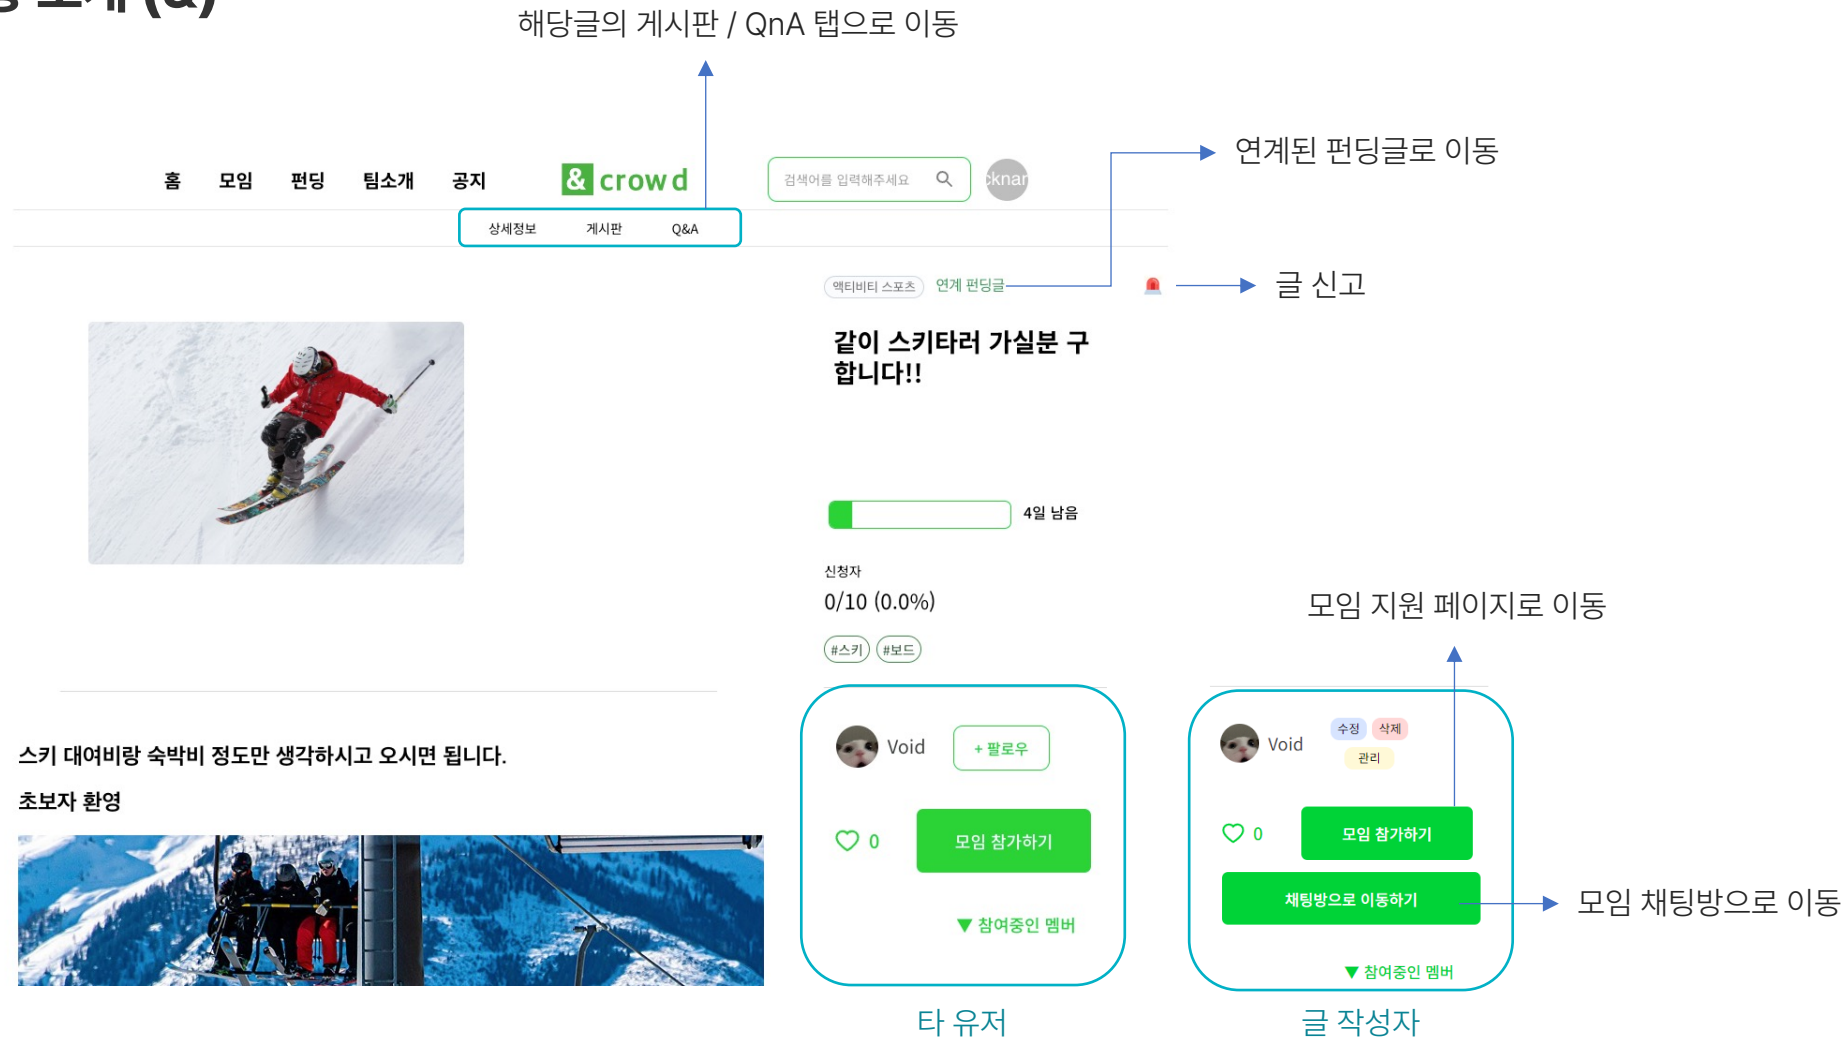 소개 (&)
해당글의 게시판 / QnA 탭으로 이동
연계된 펀딩글로 이동
홈 모임 펀딩 팀소개 공지
& crowd
검색어를 입력해주세요
cknar
상세정보 게시판 Q&A
액티비티 스포츠 연계 펀딩글
글 신고
같이 스키타러 가실분 구
합니다!!
4일 남음
신청자
0/10 (0.0%)
#스키 #보드
모임 지원 페이지로 이동
스키 대여비랑 숙박비 정도만 생각하시고 오시면 됩니다.
초보자 환영
Void + 팔로우
0 모임 참가하기
▼ 참여중인 멤버
타 유저
Void 수정 삭제
관리
0 모임 참가하기
채팅방으로 이동하기
모임 채팅방으로 이동
▼ 참여중인 멤버
글 작성자